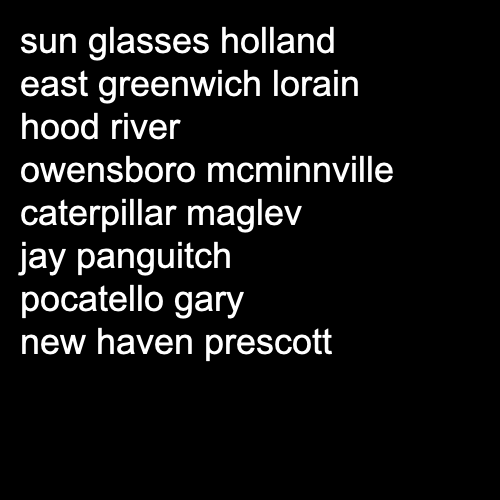 sun glasses holland
east greenwich lorain
hood river
owensboro mcminnville
caterpillar maglev
jay panguitch
pocatello gary
new haven prescott